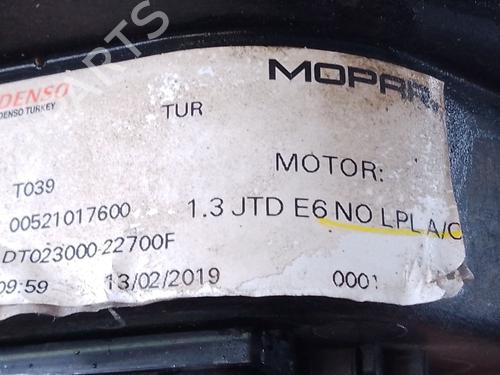 DENSO
DENSO TURKEY
TUR
MOPAR
T039
MOTOR:
00521017600
1.3 JTD E6 NO LPL A/C
DT023000-22700F
09:59
13/02/2019
0001
PARTS